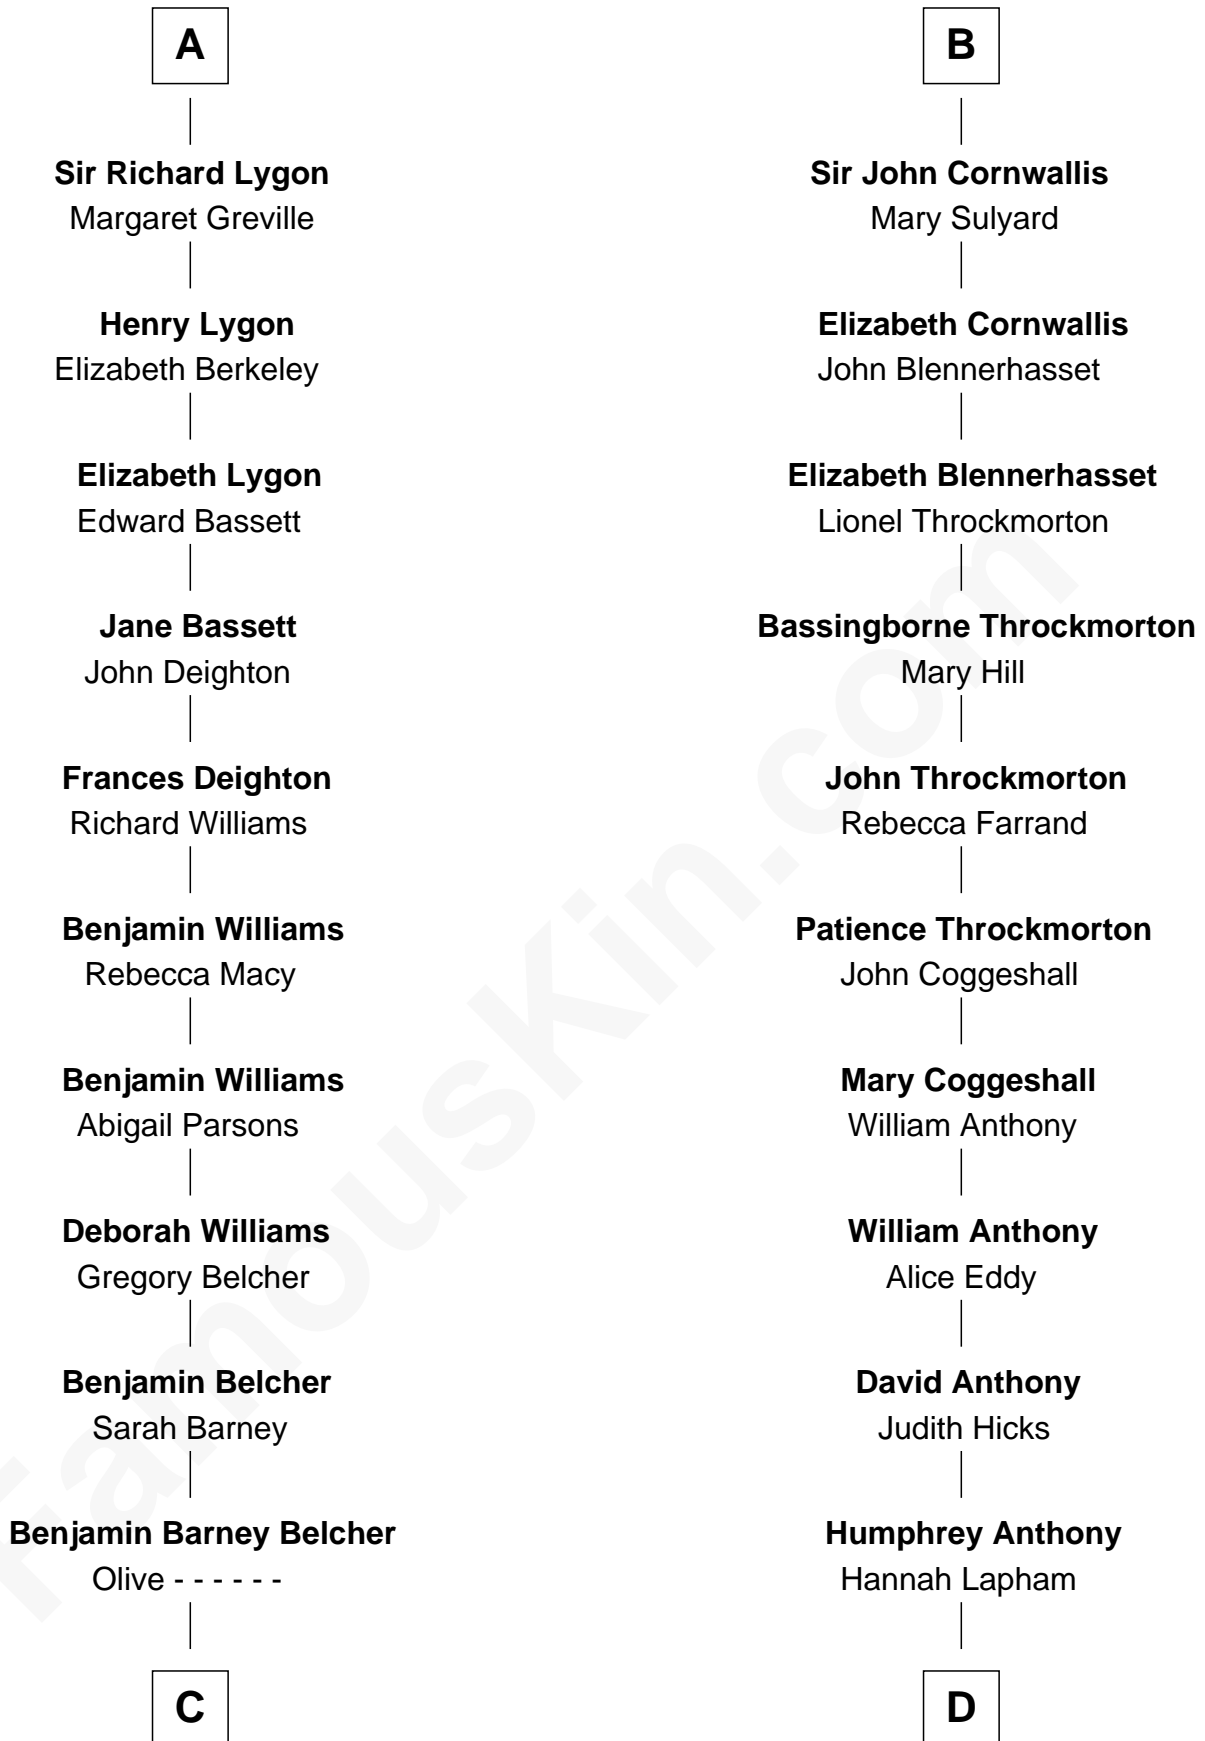 A
Sir Richard Lygon
Margaret Greville
Henry Lygon
Elizabeth Berkeley
Elizabeth Lygon
Edward Bassett
Jane Bassett
John Deighton
Frances Deighton
Richard Williams
Benjamin Williams
Rebecca Macy
Benjamin Williams
Abigail Parsons
Deborah Williams
Gregory Belcher
Benjamin Belcher
Sarah Barney
Benjamin Barney Belcher
Olive - - - - - -
C
B
Sir John Cornwallis
Mary Sulyard
Elizabeth Cornwallis
John Blennerhasset
Elizabeth Blennerhasset
Lionel Throckmorton
Bassingborne Throckmorton
Mary Hill
John Throckmorton
Rebecca Farrand
Patience Throckmorton
John Coggeshall
Mary Coggeshall
William Anthony
William Anthony
Alice Eddy
David Anthony
Judith Hicks
Humphrey Anthony
Hannah Lapham
D
FamousKin.com